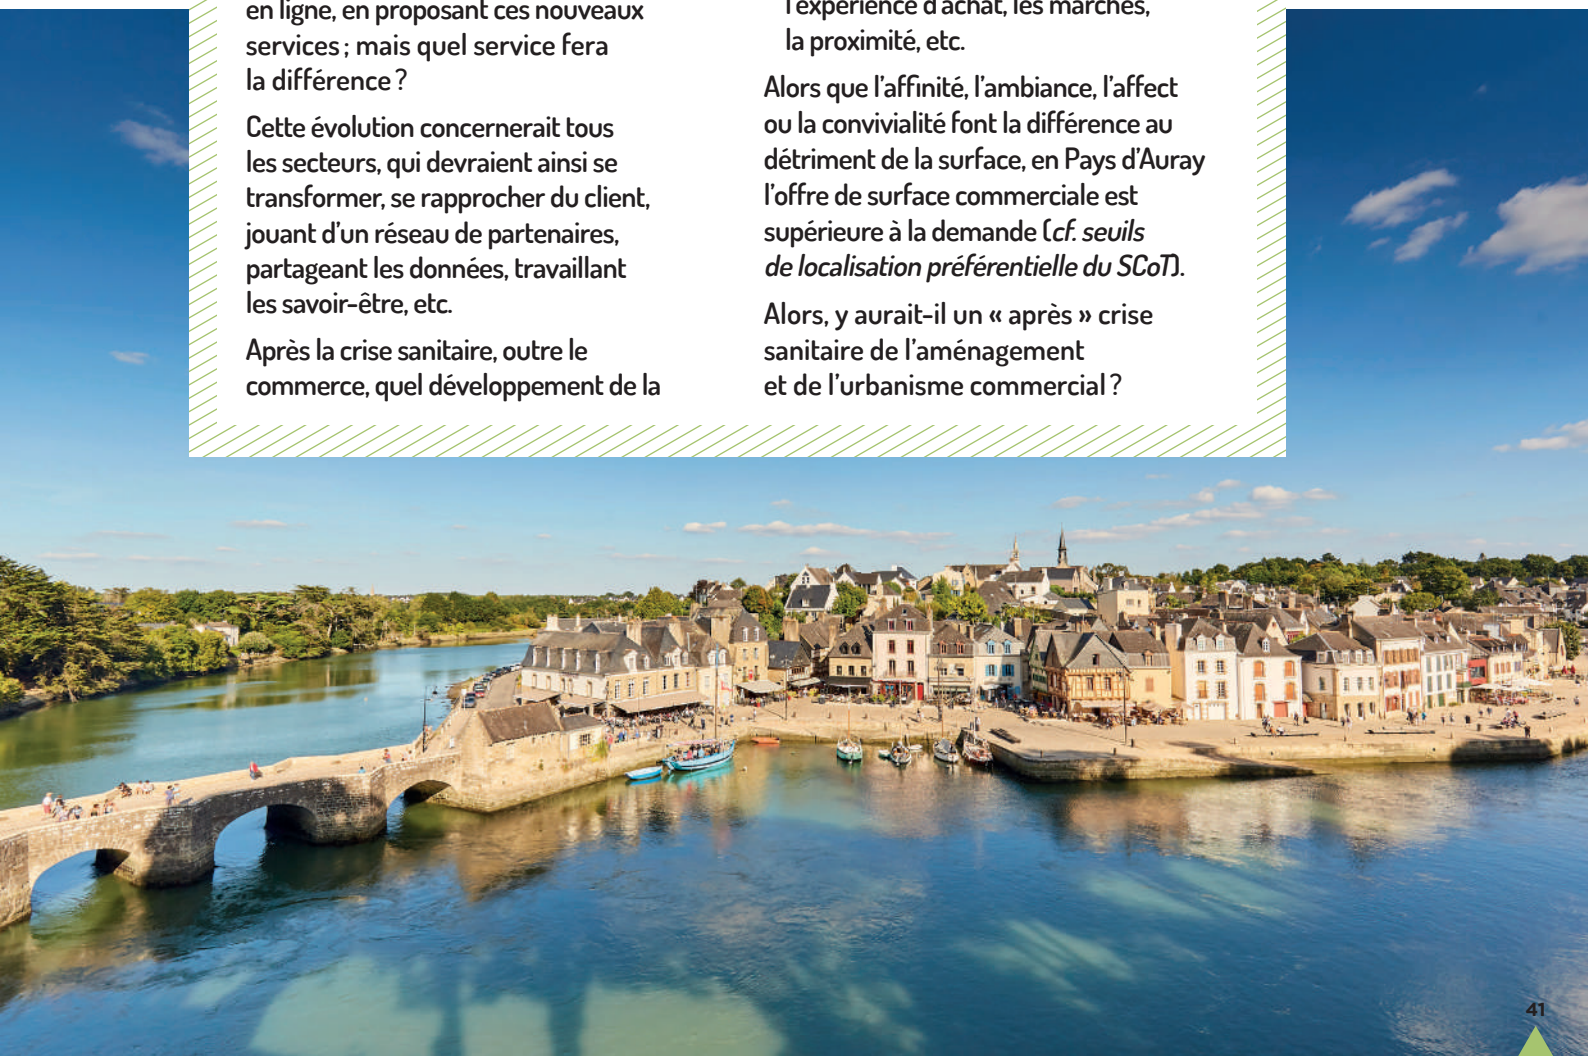 en ligne, en proposant ces nouveaux
services ; mais quel service fera
la différence ?
Cette évolution concernerait tous
les secteurs, qui devraient ainsi se
transformer, se rapprocher du client,
jouant d'un réseau de partenaires,
partageant les données, travaillant
les savoir-être, etc.
Après la crise sanitaire, outre le
commerce, quel développement de la
l'expérience d'achat, les marchés,
la proximité, etc.
Alors que l'affinité, l'ambiance, l'affect
ou la convivialité font la différence au
détriment de la surface, en Pays d'Auray
l'offre de surface commerciale est
supérieure à la demande (cf. seuils
de localisation préférentielle du SCoT).
Alors, y aurait-il un « après » crise
sanitaire de l'aménagement
et de l'urbanisme commercial ?
41